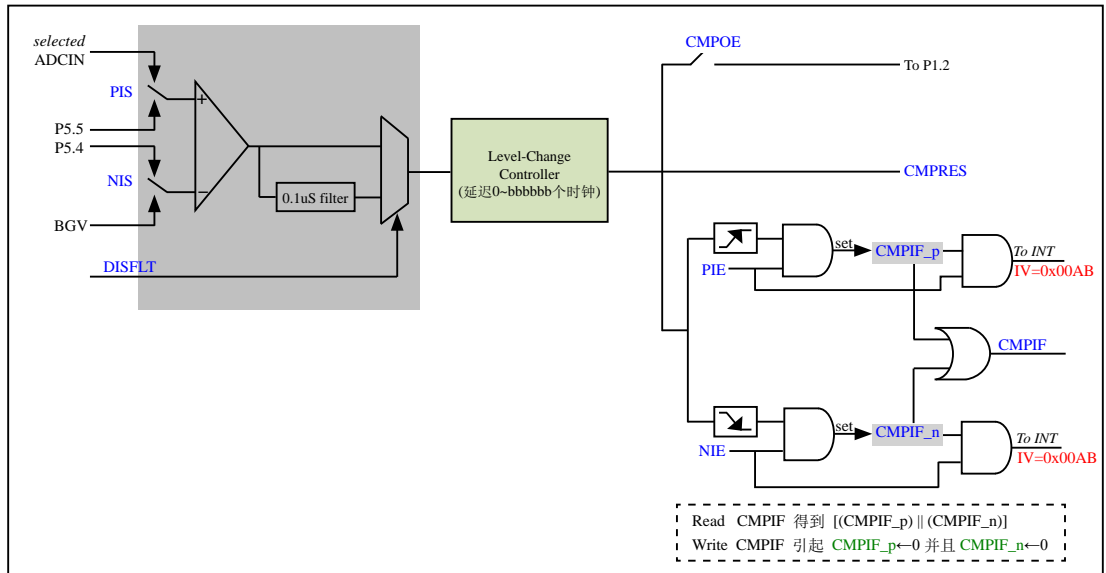 selected
ADCIN
PIS
+
P5.5
P5.4
NIS
−
BGV
DISFLT
0.1uS filter
Level-Change
Controller
(延迟0~bbbbbb个时钟)
CMPOE
To P1.2
CMPRES
set
CMPIF_p
To INT
IV=0x00AB
PIE
CMPIF
set
CMPIF_n
To INT
IV=0x00AB
NIE
Read CMPIF 得到 [(CMPIF_p) || (CMPIF_n)]
Write CMPIF 引起 CMPIF_p←0 并且 CMPIF_n←0